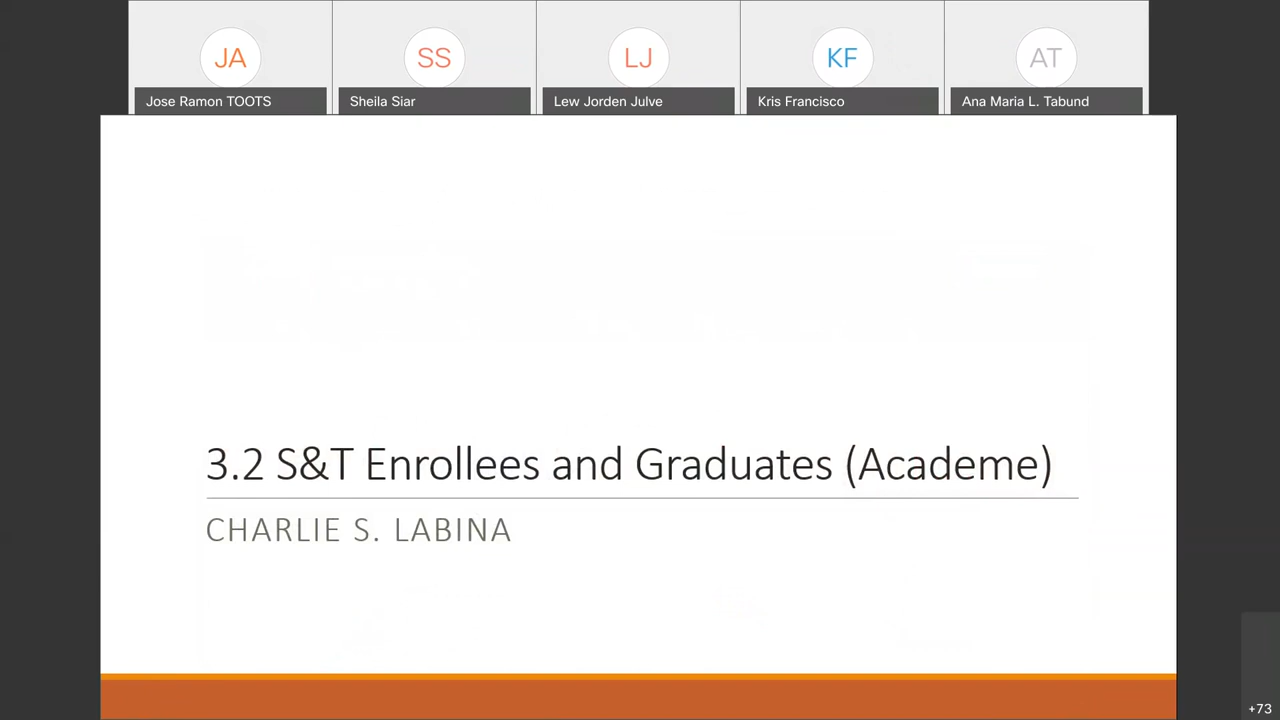 JA
SS
LJ
KF
AT
Jose Ramon TOOTS
Sheila Siar
Lew Jorden Julve
Kris Francisco
Ana Maria L. Tabund
3.2 S&T Enrollees and Graduates (Academe)
CHARLIE S. LABINA
+73